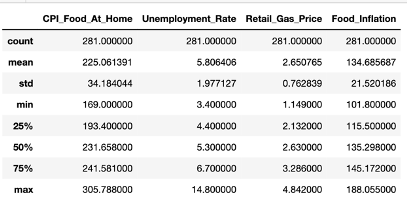 CPI_Food_At_Home Unemployment_Rate Retail_Gas_Price Food_Inflation
count 281.000000 281.000000 281.000000 281.000000
mean 225.061391 5.806406 2.650765 134.685687
std 34.184044 1.977127 0.762839 21.520186
min 169.000000 3.400000 1.149000 101.800000
25% 193.400000 4.400000 2.132000 115.500000
50% 231.658000 5.300000 2.630000 135.298000
75% 241.581000 6.700000 3.286000 145.172000
max 305.788000 14.800000 4.842000 188.055000